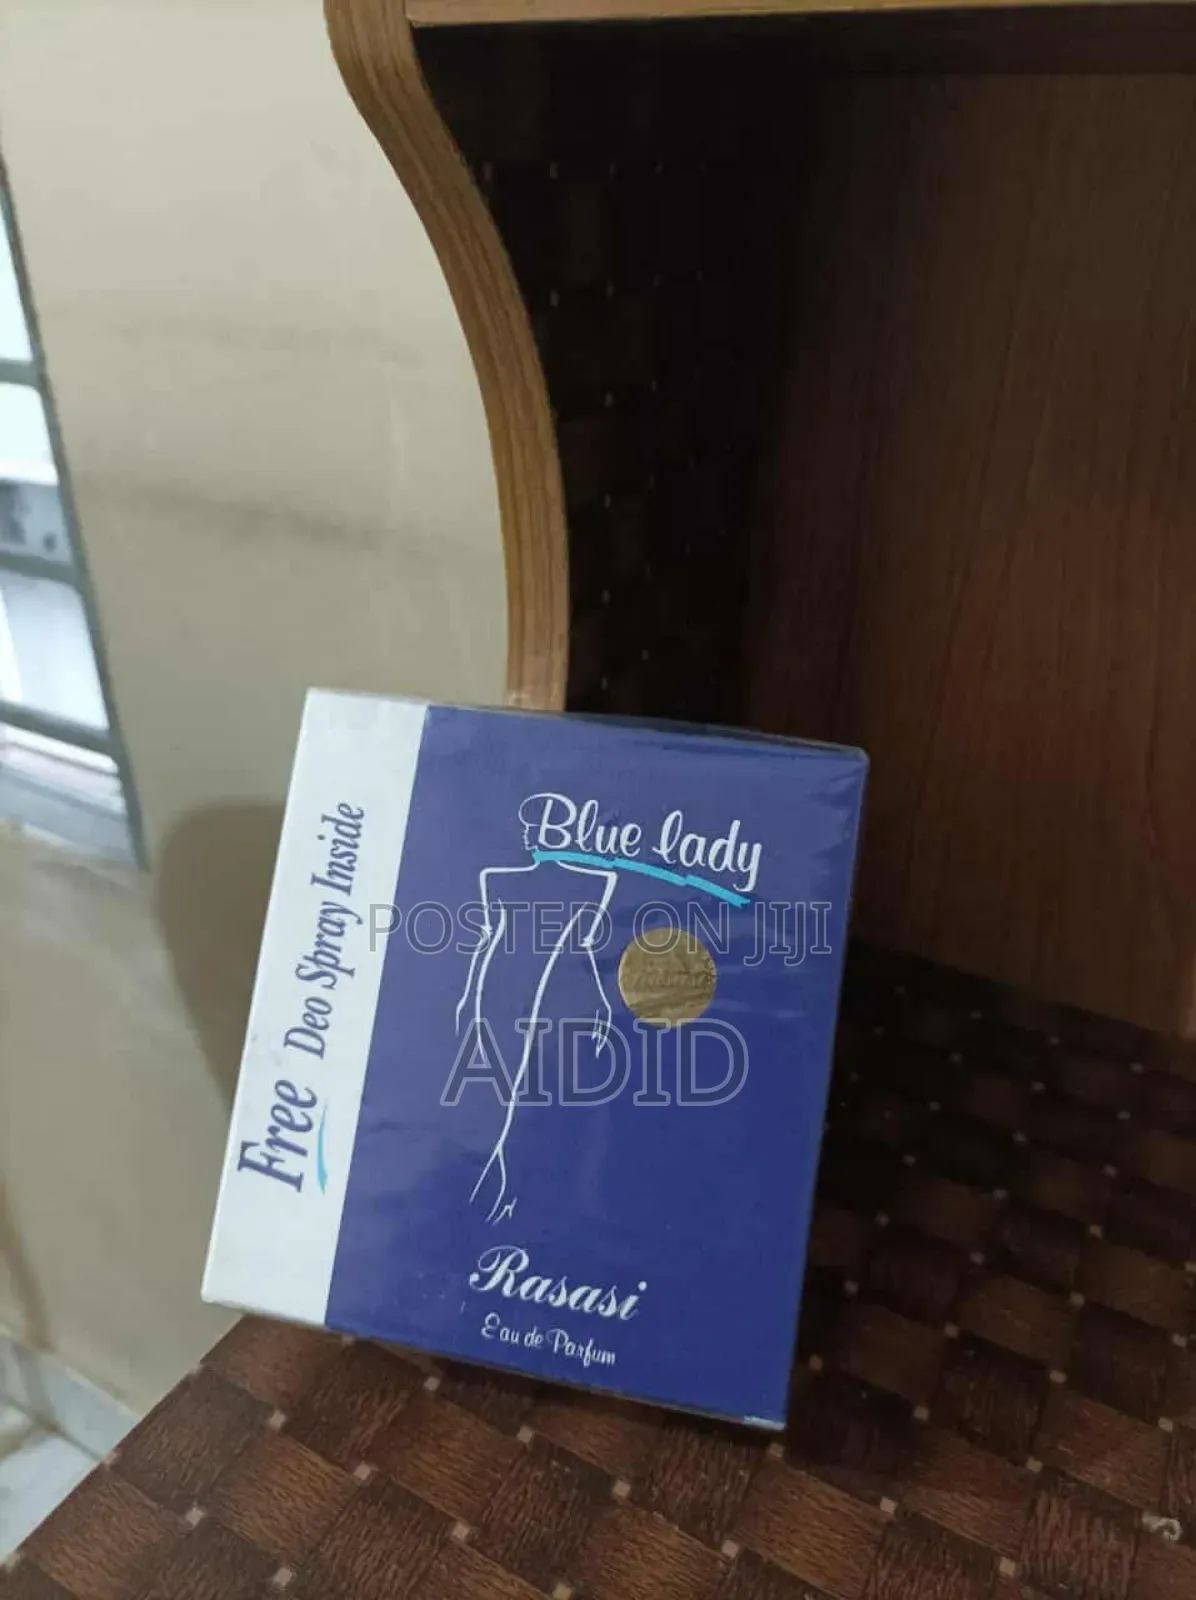 Blue lady
Free Deo Spray Inside
POSTED ON JIJI
AIDID
Rasasi
Eau de Parfum